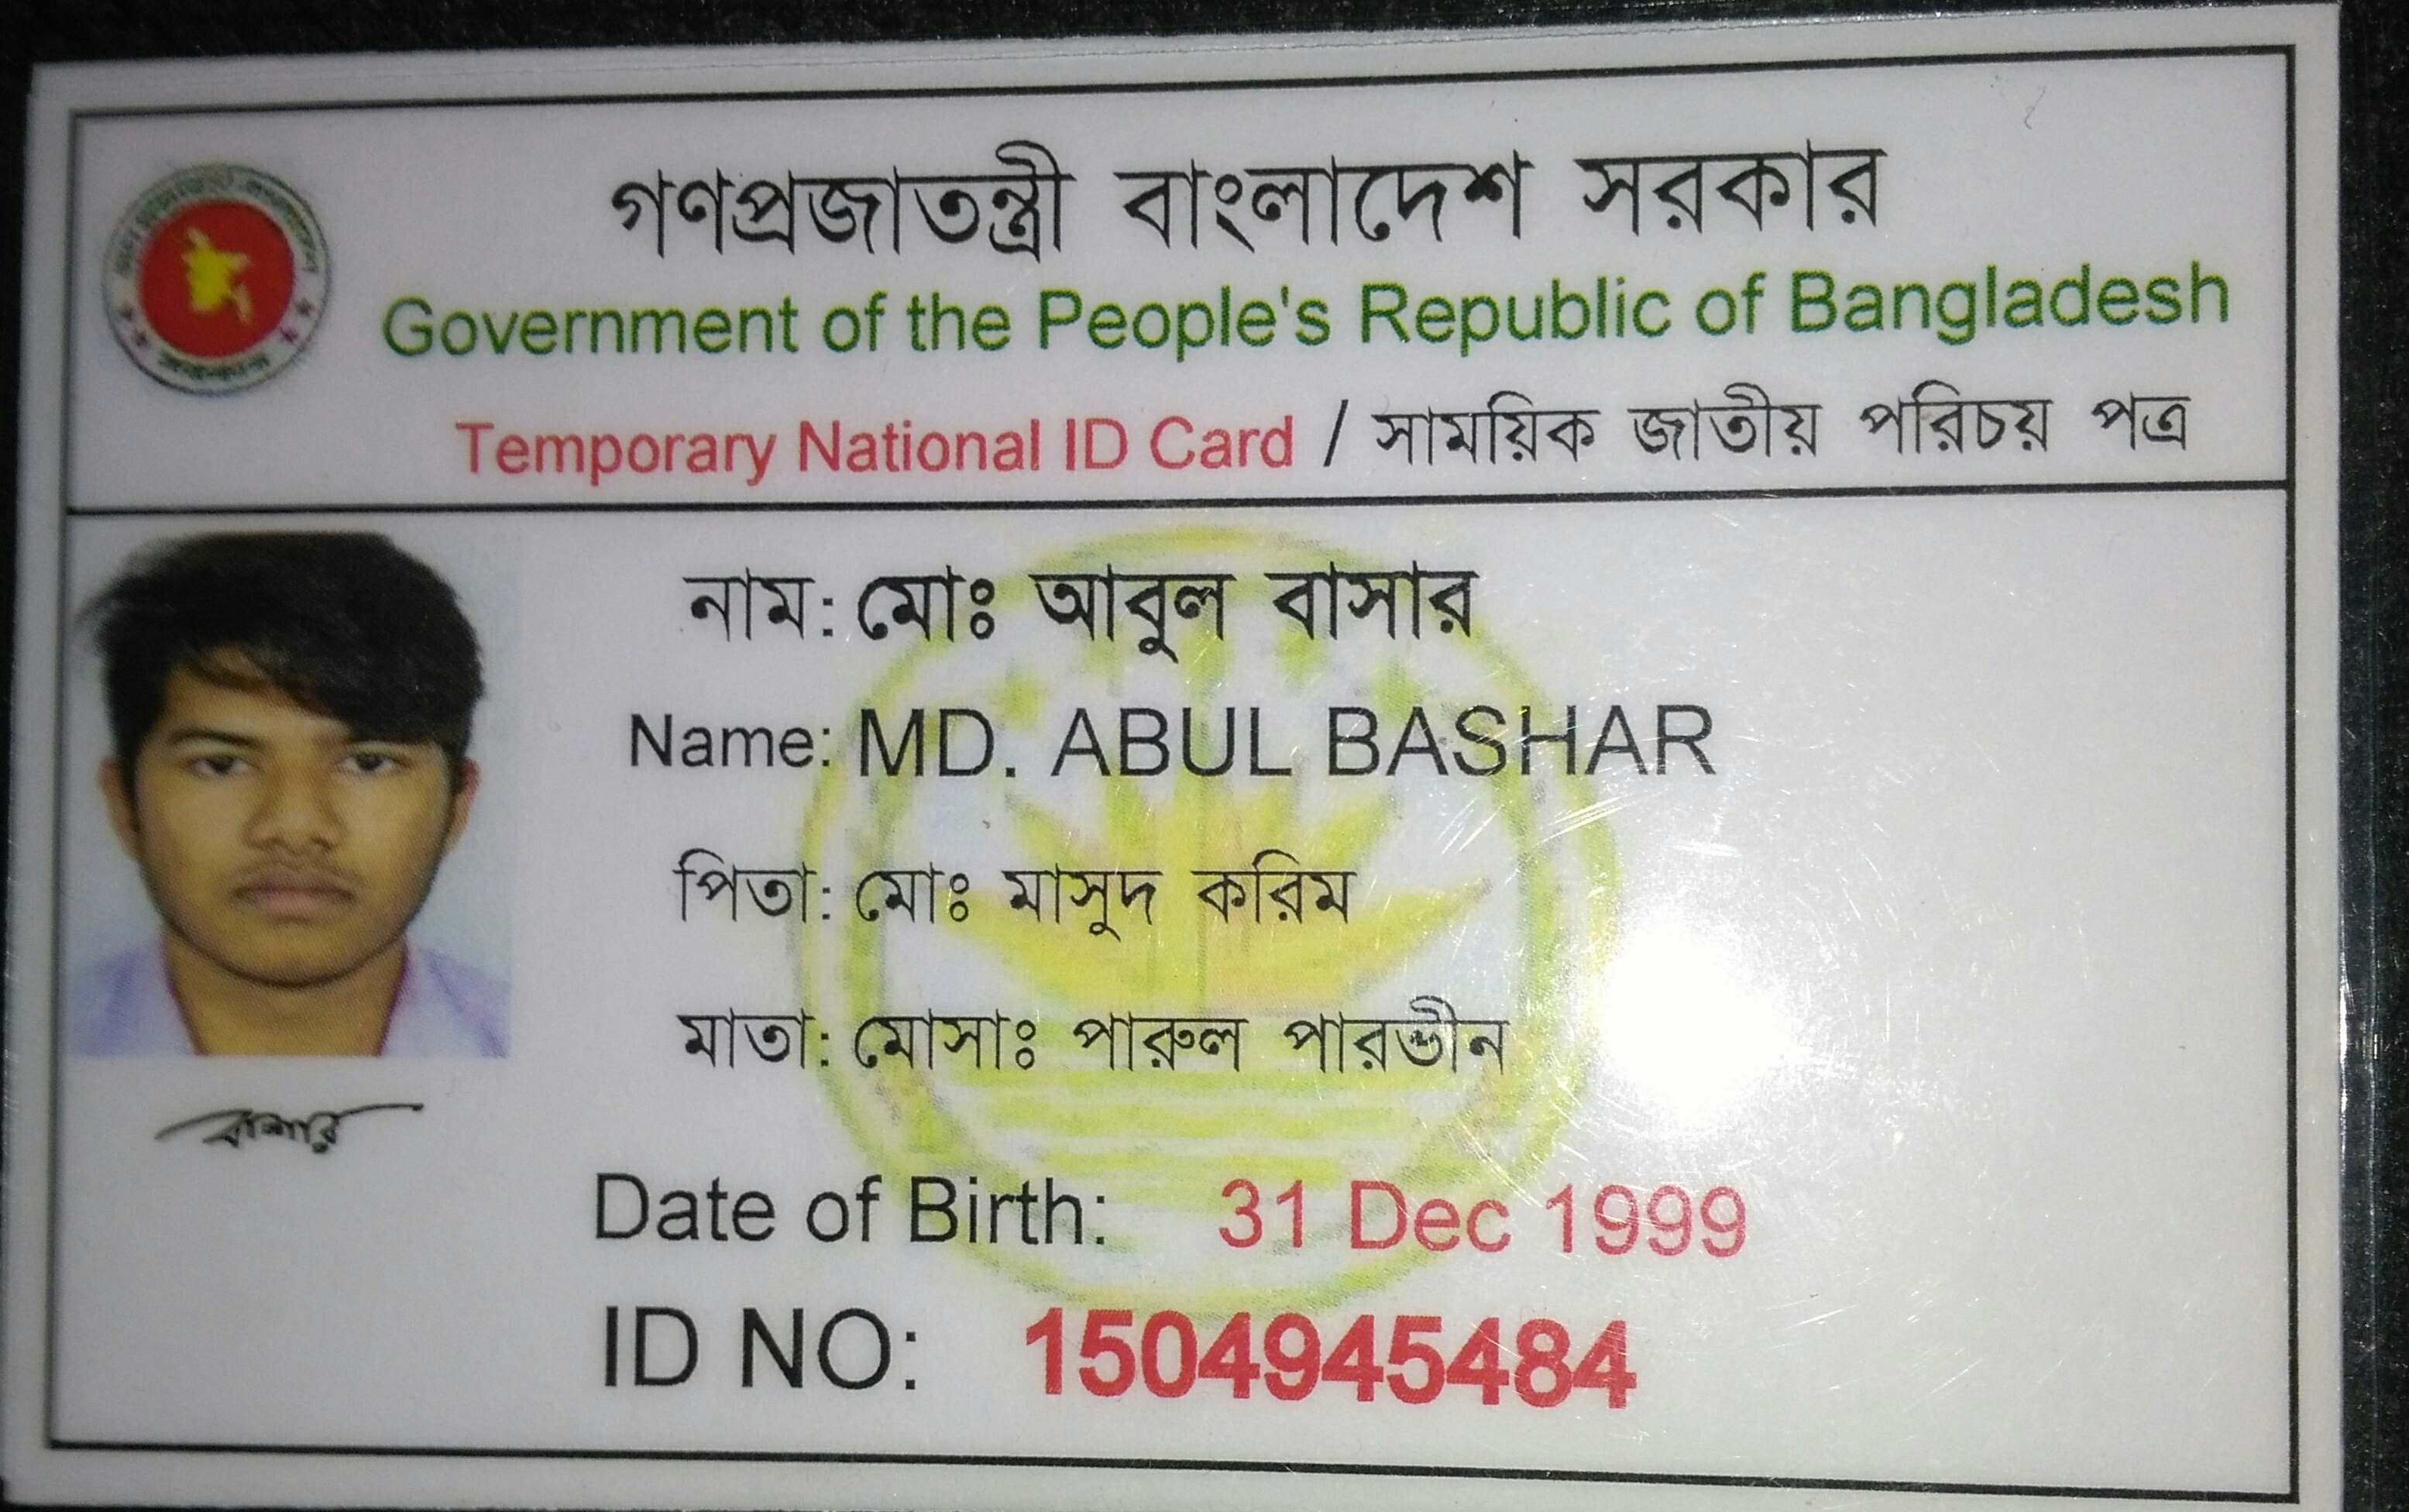 গণপ্রজাতন্ত্রী বাংলাদেশ সরকার
Government of the People's Republic of Bangladesh
Temporary National ID Card / সাময়িক জাতীয় পরিচয় পত্র
নাম: মোঃ আবুল বাসার
Name: MD. ABUL BASHAR
পিতা: মোঃ মাসুদ করিম
মাতা: মোসাঃ পারুল পারভীন
বাশার
Date of Birth: 31 Dec 1999
ID NO: 1504945484